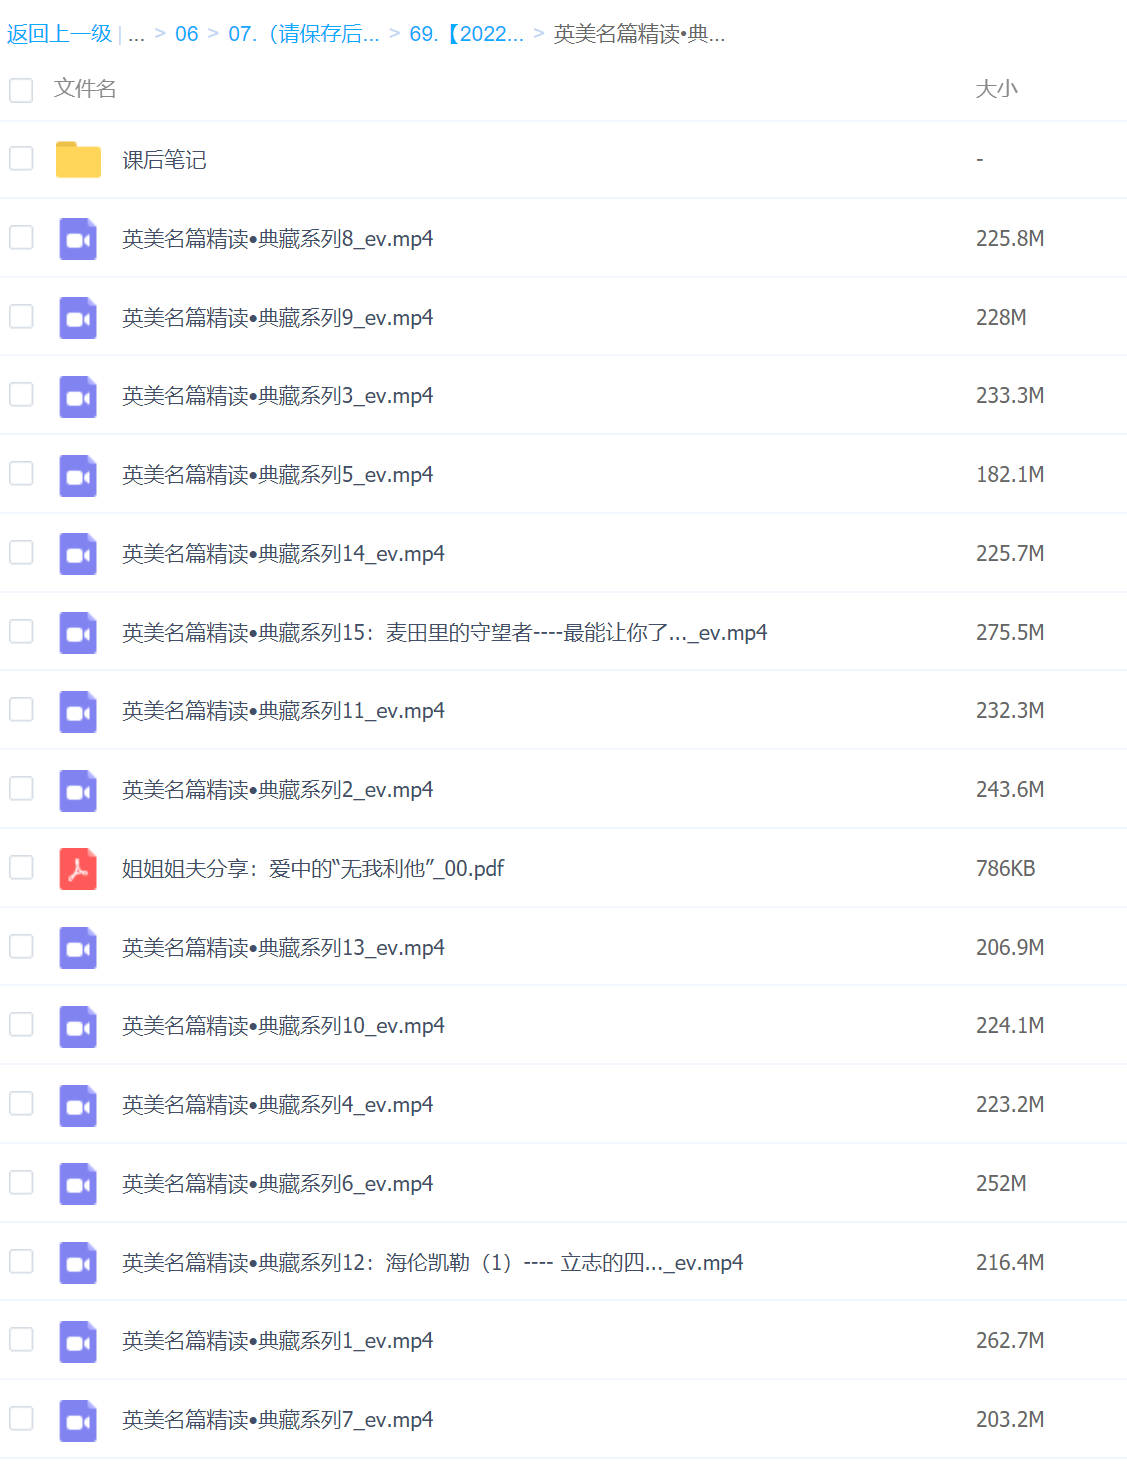 返回上一级 | ... > 06 > 07.（请保存后... > 69.【2022... > 英美名篇精读•典...
文件名 大小
课后笔记 -
英美名篇精读•典藏系列8_ev.mp4 225.8M
英美名篇精读•典藏系列9_ev.mp4 228M
英美名篇精读•典藏系列3_ev.mp4 233.3M
英美名篇精读•典藏系列5_ev.mp4 182.1M
英美名篇精读•典藏系列14_ev.mp4 225.7M
英美名篇精读•典藏系列15：麦田里的守望者----最能让你了..._ev.mp4 275.5M
英美名篇精读•典藏系列11_ev.mp4 232.3M
英美名篇精读•典藏系列2_ev.mp4 243.6M
姐姐姐夫分享：爱中的“无我利他”_00.pdf 786KB
英美名篇精读•典藏系列13_ev.mp4 206.9M
英美名篇精读•典藏系列10_ev.mp4 224.1M
英美名篇精读•典藏系列4_ev.mp4 223.2M
英美名篇精读•典藏系列6_ev.mp4 252M
英美名篇精读•典藏系列12：海伦凯勒（1）---- 立志的四..._ev.mp4 216.4M
英美名篇精读•典藏系列1_ev.mp4 262.7M
英美名篇精读•典藏系列7_ev.mp4 203.2M